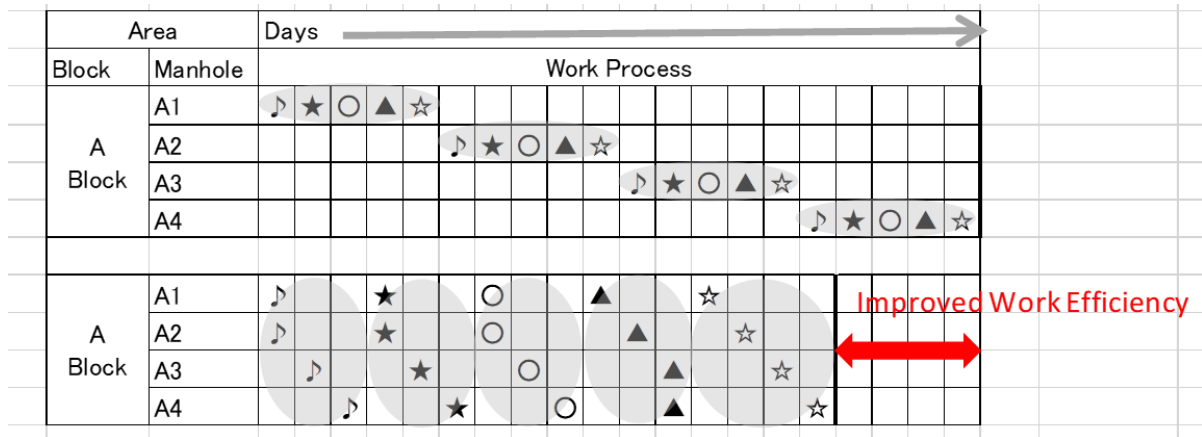 Area Days
Block Manhole Work Process
A1 ♪ ★ ○ ▲ ☆
A Block A2 ♪ ★ ○ ▲ ☆
A3 ♪ ★ ○ ▲ ☆
A4 ♪ ★ ○ ▲ ☆
A1 ♪ ★ ○ ▲ ☆ Improved Work Efficiency
A Block A2 ♪ ★ ○ ▲ ☆
A3 ♪ ★ ○ ▲ ☆
A4 ♪ ★ ○ ▲ ☆